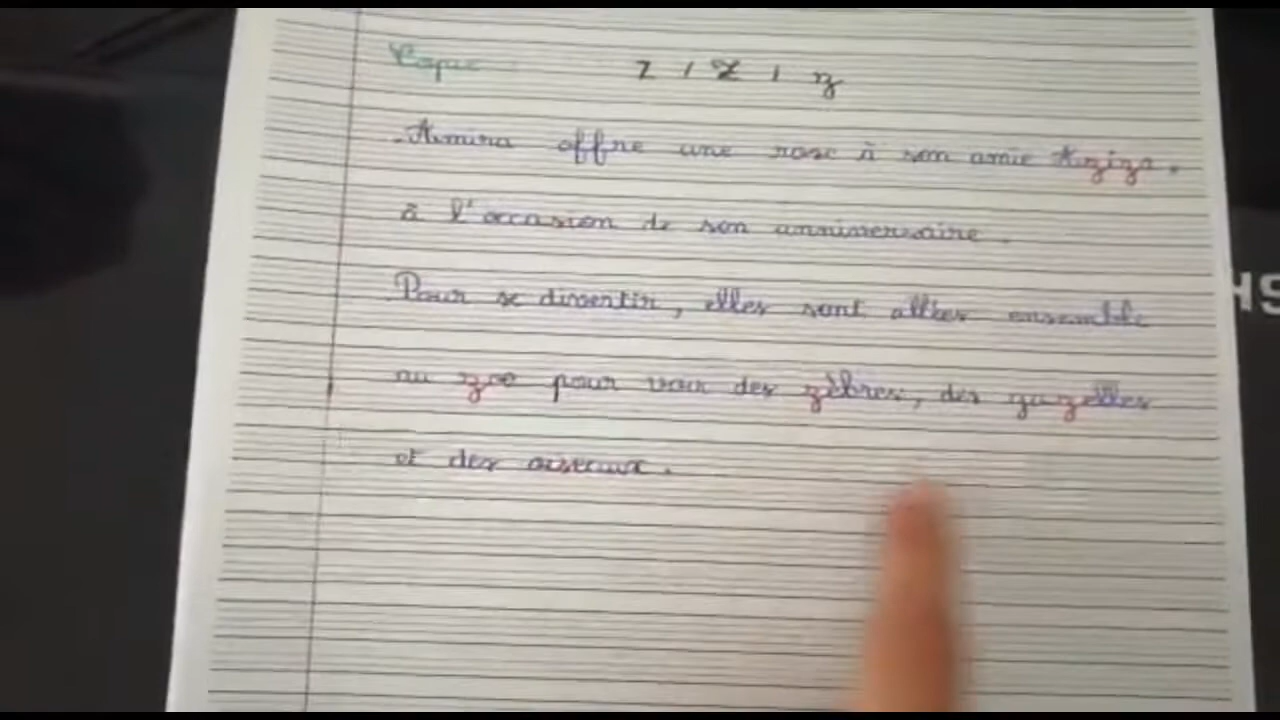 Copie : z / Z / z
Amira offre une rose à son amie Aziza.
à l'occasion de son anniversaire.
Pour se divertir, elles sont allées ensemble
au zoo pour voir des zèbres, des gazelles
et des oiseaux.
HS